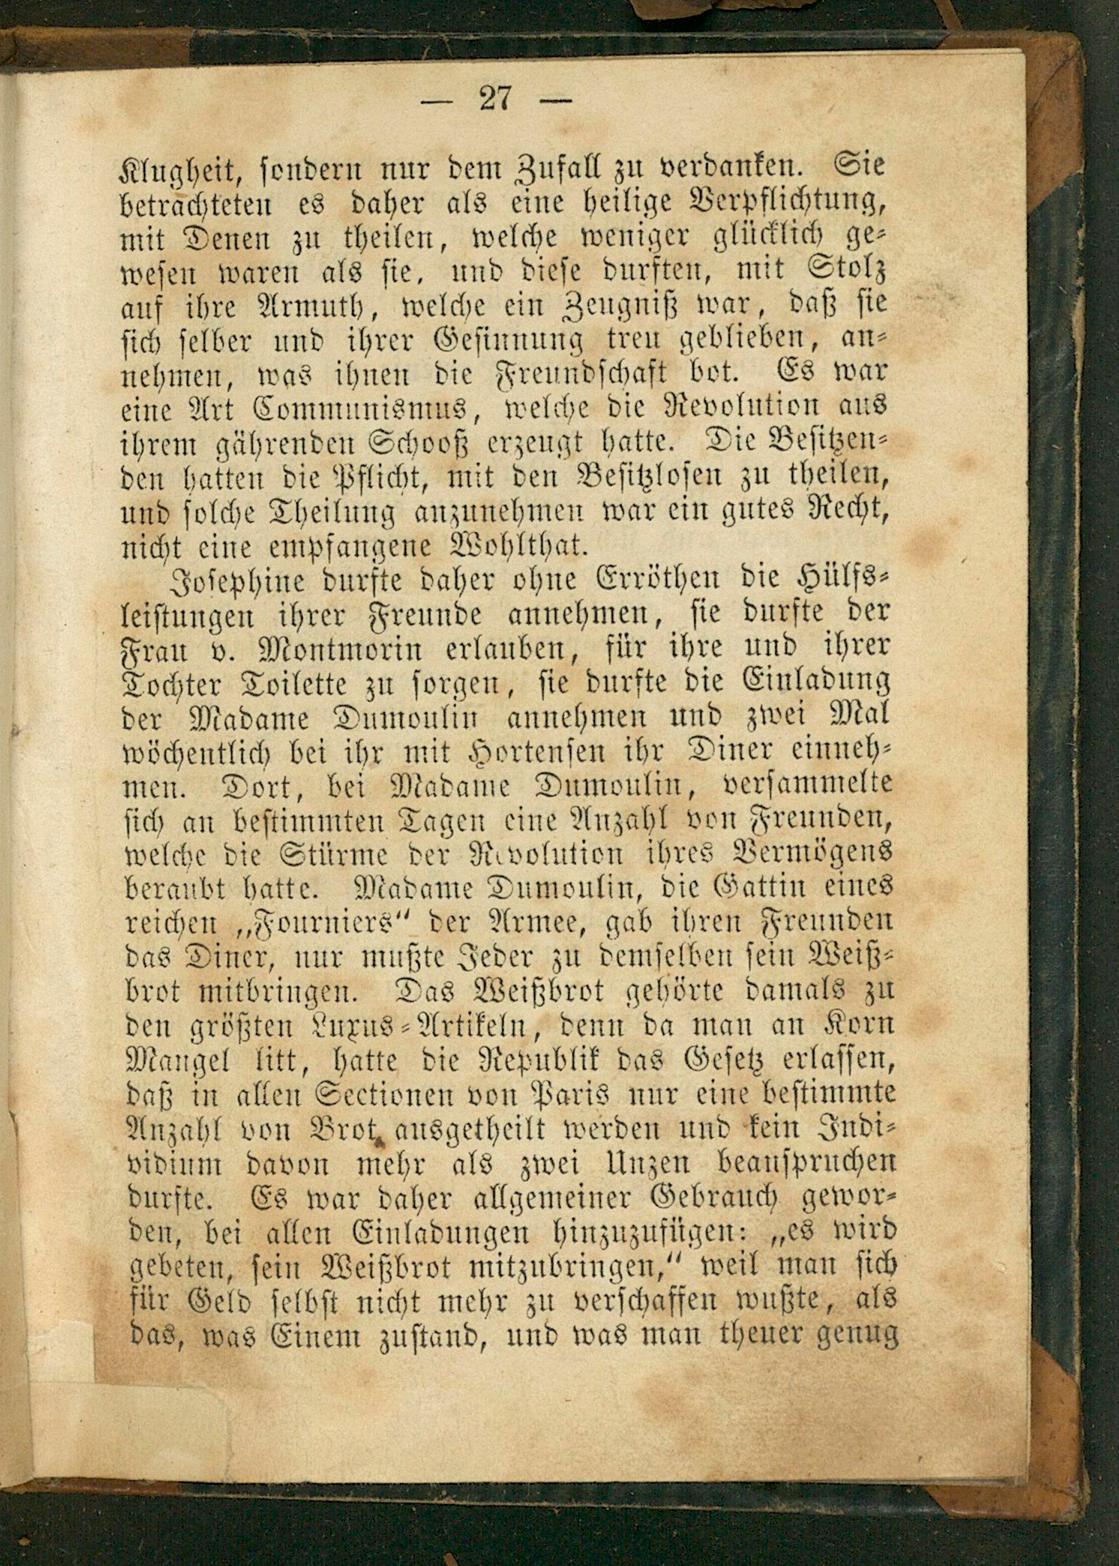 — 27 —
Klugheit, sondern nur dem Zufall zu verdanken. Sie
betrachteten es daher als eine heilige Verpflichtung,
mit Denen zu theilen, welche weniger glücklich ge-
wesen waren als sie, und diese durften, mit Stolz
auf ihre Armuth, welche ein Zeugniß war, daß sie
sich selber und ihrer Gesinnung treu geblieben, an-
nehmen, was ihnen die Freundschaft bot. Es war
eine Art Communismus, welche die Revolution aus
ihrem gährenden Schooß erzeugt hatte. Die Besitzen-
den hatten die Pflicht, mit den Besitzlosen zu theilen,
und solche Theilung anzunehmen war ein gutes Recht,
nicht eine empfangene Wohlthat.
Josephine durfte daher ohne Erröthen die Hülfs-
leistungen ihrer Freunde annehmen, sie durfte der
Frau v. Montmorin erlauben, für ihre und ihrer
Tochter Toilette zu sorgen, sie durfte die Einladung
der Madame Dumoulin annehmen und zwei Mal
wöchentlich bei ihr mit Hortensen ihr Diner einneh-
men. Dort, bei Madame Dumoulin, versammelte
sich an bestimmten Tagen eine Anzahl von Freunden,
welche die Stürme der Revolution ihres Vermögens
beraubt hatte. Madame Dumoulin, die Gattin eines
reichen „Fourniers“ der Armee, gab ihren Freunden
das Diner, nur mußte Jeder zu demselben sein Weiß-
brot mitbringen. Das Weißbrot gehörte damals zu
den größten Luxus-Artikeln, denn da man an Korn
Mangel litt, hatte die Republik das Gesetz erlassen,
daß in allen Sectionen von Paris nur eine bestimmte
Anzahl von Brot ausgetheilt werden und kein Indi-
vidium davon mehr als zwei Unzen beanspruchen
durfte. Es war daher allgemeiner Gebrauch gewor-
den, bei allen Einladungen hinzuzufügen: „es wird
gebeten, sein Weißbrot mitzubringen,“ weil man sich
für Geld selbst nicht mehr zu verschaffen wußte, als
das, was Einem zustand, und was man theuer genug